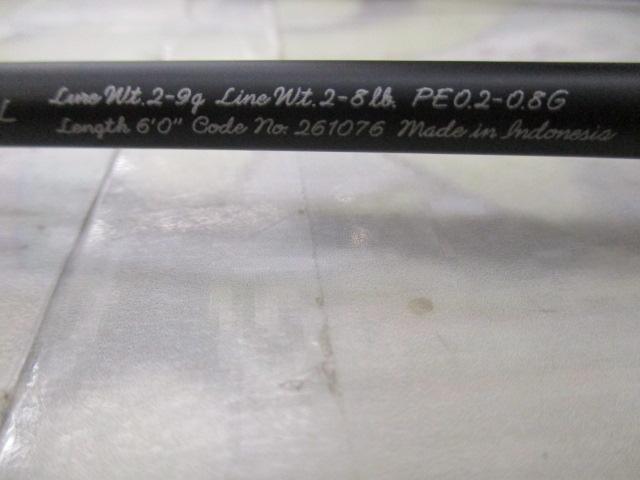 L Lure Wt. 2-9g Line Wt. 2-8lb. PE0.2-0.8G
Length 6'0" Code No. 261076 Made in Indonesia